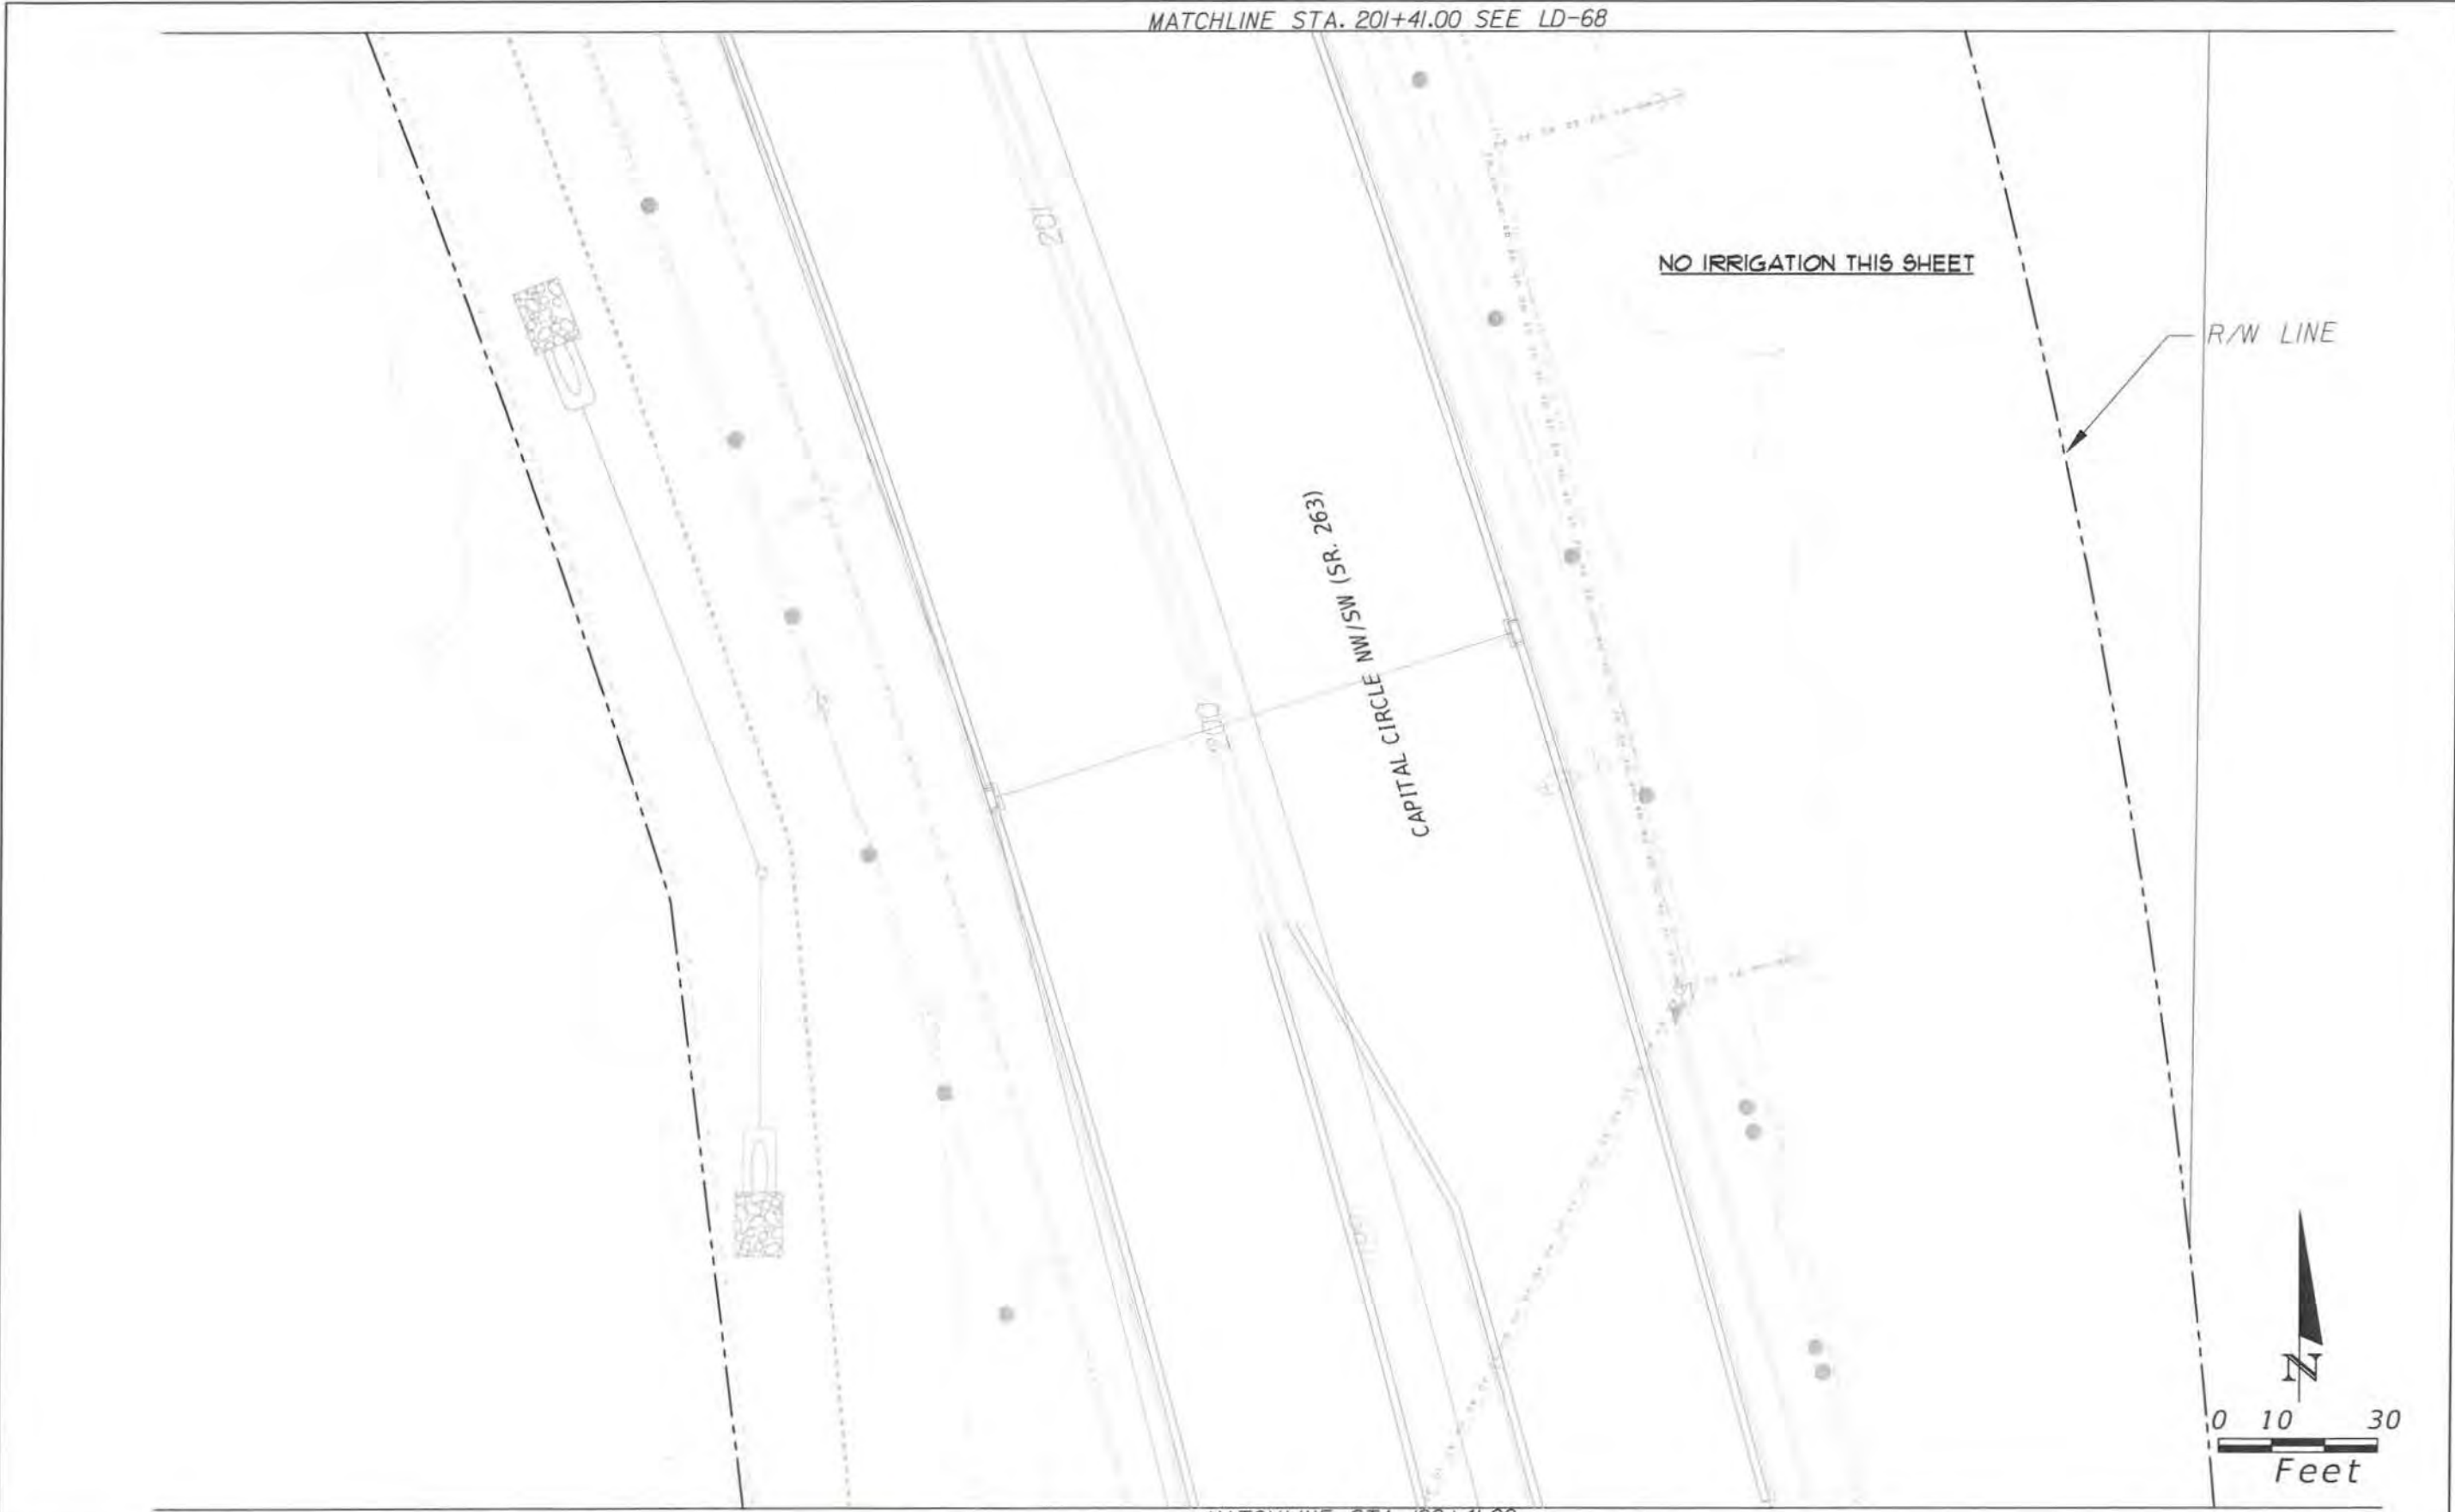 MATCHLINE STA. 201+41.00 SEE LD-68
201
NO IRRIGATION THIS SHEET
R/W LINE
CAPITAL CIRCLE NW/SW (SR. 263)
200
199
N
0 10 30
Feet